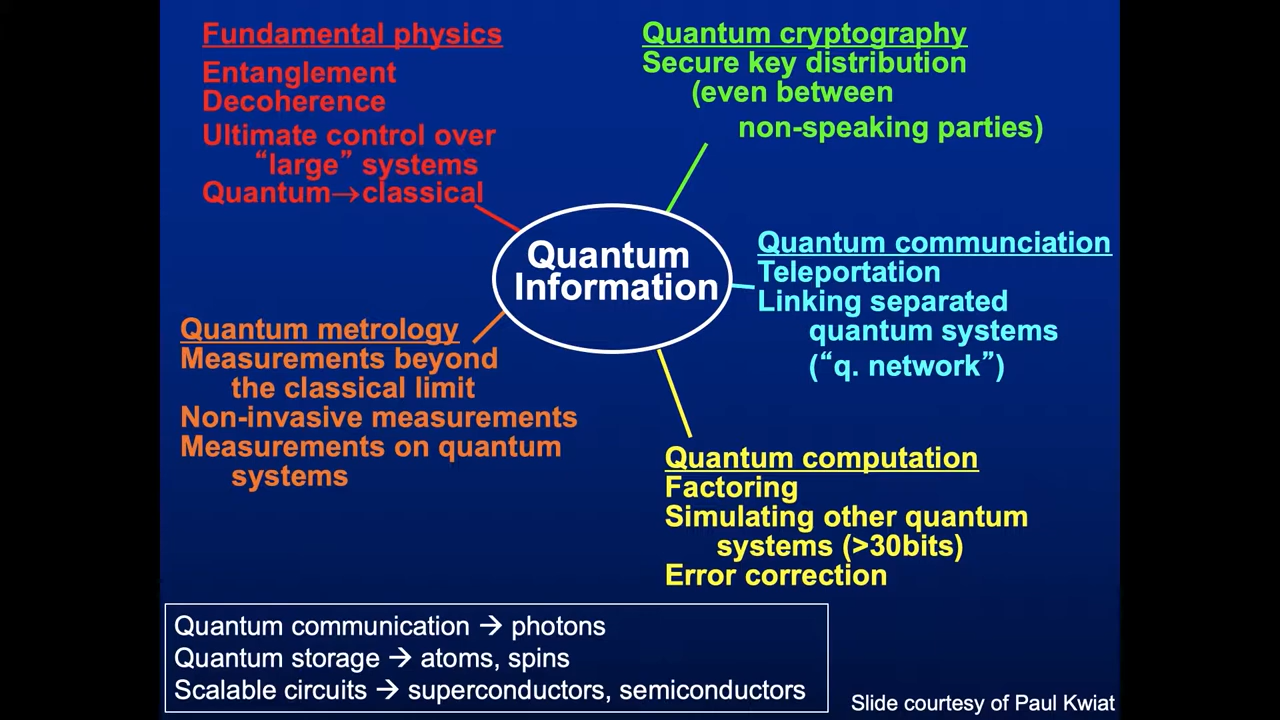 Fundamental physics
Entanglement
Decoherence
Ultimate control over
“large” systems
Quantum→classical
Quantum cryptography
Secure key distribution
(even between
non-speaking parties)
Quantum
Information
Quantum communciation
Teleportation
Linking separated
quantum systems
(“q. network”)
Quantum metrology
Measurements beyond
the classical limit
Non-invasive measurements
Measurements on quantum
systems
Quantum computation
Factoring
Simulating other quantum
systems (>30bits)
Error correction
Quantum communication → photons
Quantum storage → atoms, spins
Scalable circuits → superconductors, semiconductors
Slide courtesy of Paul Kwiat